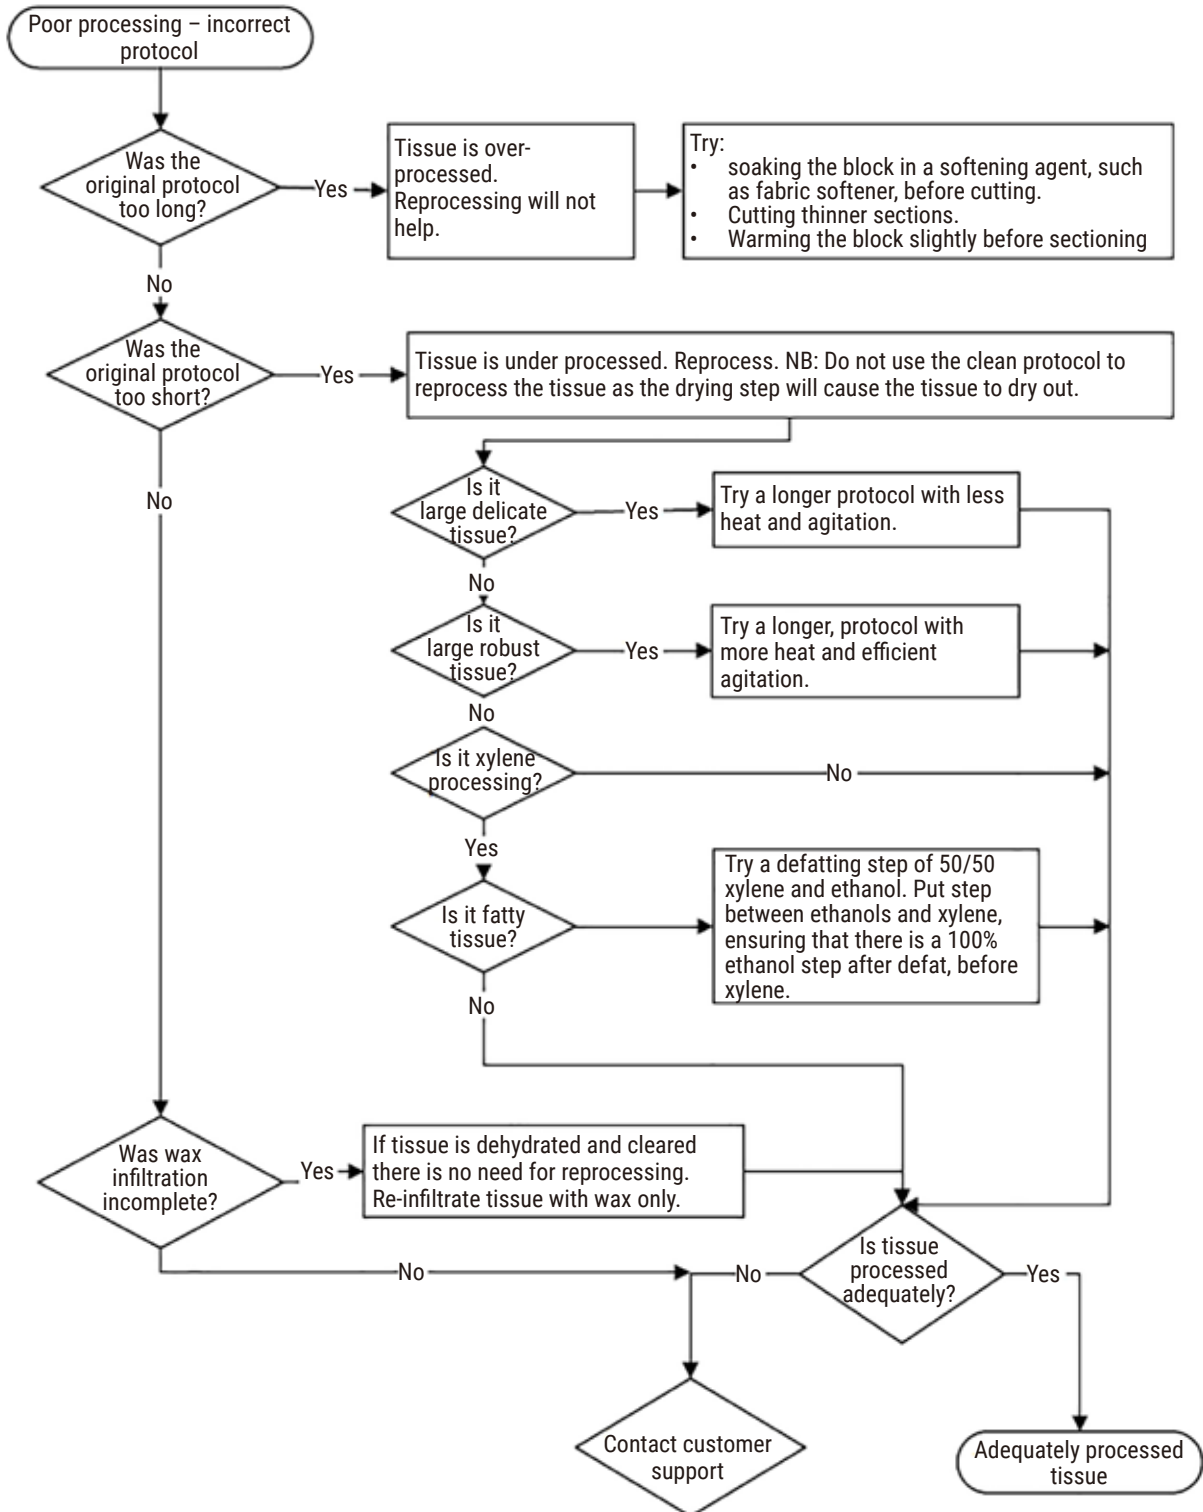 Poor processing – incorrect
protocol
Was the
original protocol
too long?
Yes
Tissue is over-
processed.
Reprocessing will not
help.
Try:
• soaking the block in a softening agent, such
as fabric softener, before cutting.
• Cutting thinner sections.
• Warming the block slightly before sectioning
No
Was the
original protocol
too short?
Yes
Tissue is under processed. Reprocess. NB: Do not use the clean protocol to
reprocess the tissue as the drying step will cause the tissue to dry out.
No
Is it
large delicate
tissue?
Yes
Try a longer protocol with less
heat and agitation.
No
Is it
large robust
tissue?
Yes
Try a longer, protocol with
more heat and efficient
agitation.
No
Is it xylene
processing?
No
Yes
Is it fatty
tissue?
Try a defatting step of 50/50
xylene and ethanol. Put step
between ethanols and xylene,
ensuring that there is a 100%
ethanol step after defat, before
xylene.
No
Was wax
infiltration
incomplete?
Yes
If tissue is dehydrated and cleared
there is no need for reprocessing.
Re-infiltrate tissue with wax only.
No
Is tissue
processed
adequately?
No
Yes
Contact customer
support
Adequately processed
tissue